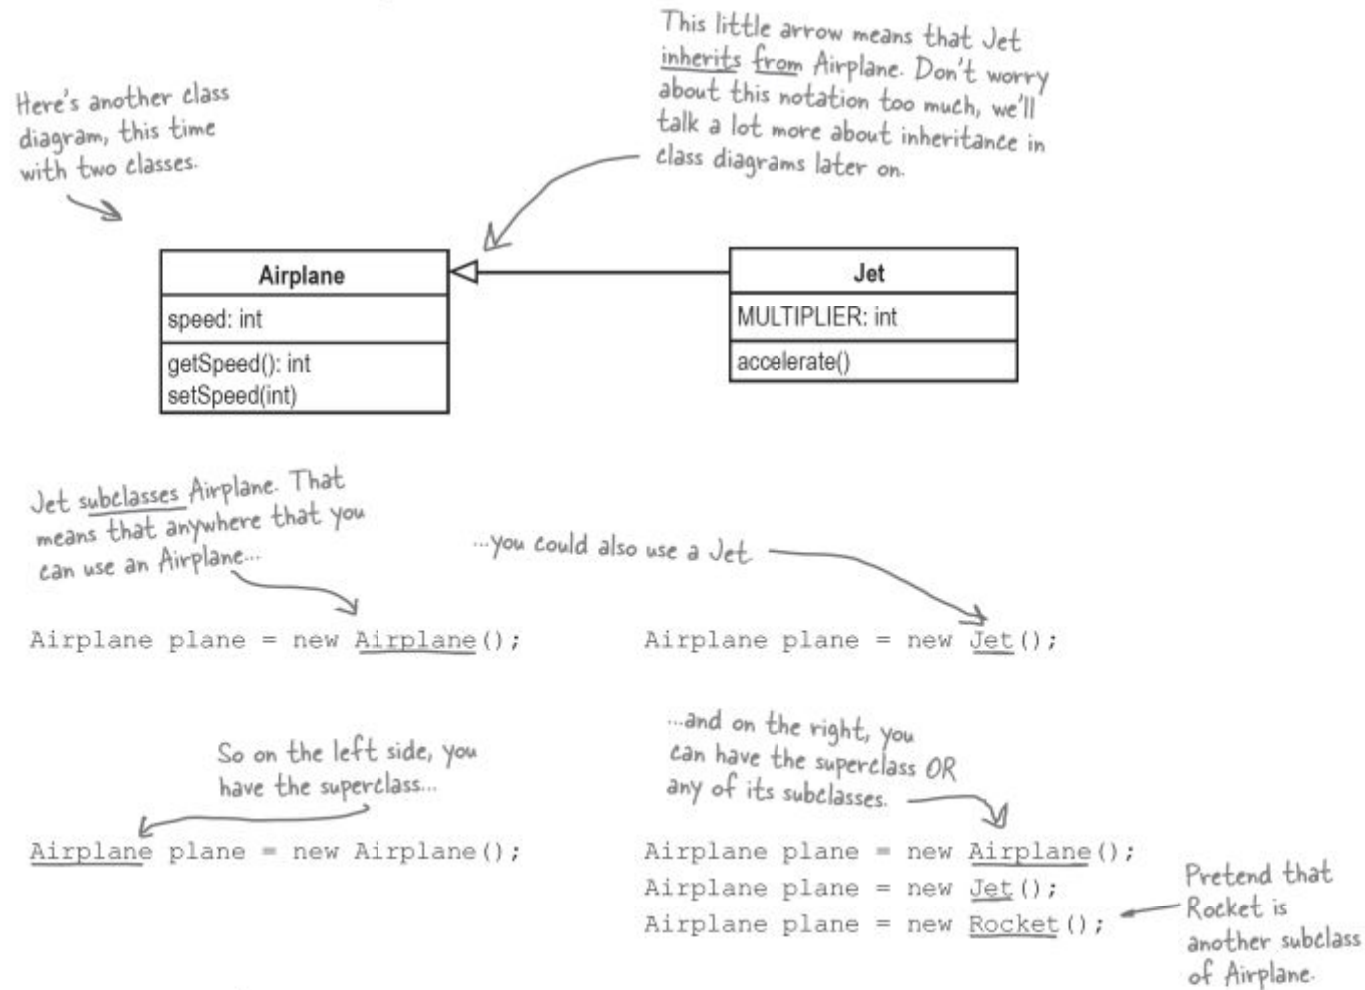 This little arrow means that Jet
inherits from Airplane. Don't worry
about this notation too much, we'll
talk a lot more about inheritance in
class diagrams later on.
Here's another class
diagram, this time
with two classes.
Airplane
speed: int
getSpeed(): int
setSpeed(int)
Jet
MULTIPLIER: int
accelerate()
Jet subclasses Airplane. That
means that anywhere that you
can use an Airplane...
...you could also use a Jet
Airplane plane = new Airplane();
Airplane plane = new Jet();
So on the left side, you
have the superclass...
...and on the right, you
can have the superclass OR
any of its subclasses.
Airplane plane = new Airplane();
Airplane plane = new Airplane();
Airplane plane = new Jet();
Airplane plane = new Rocket();
Pretend that
Rocket is
another subclass
of Airplane.